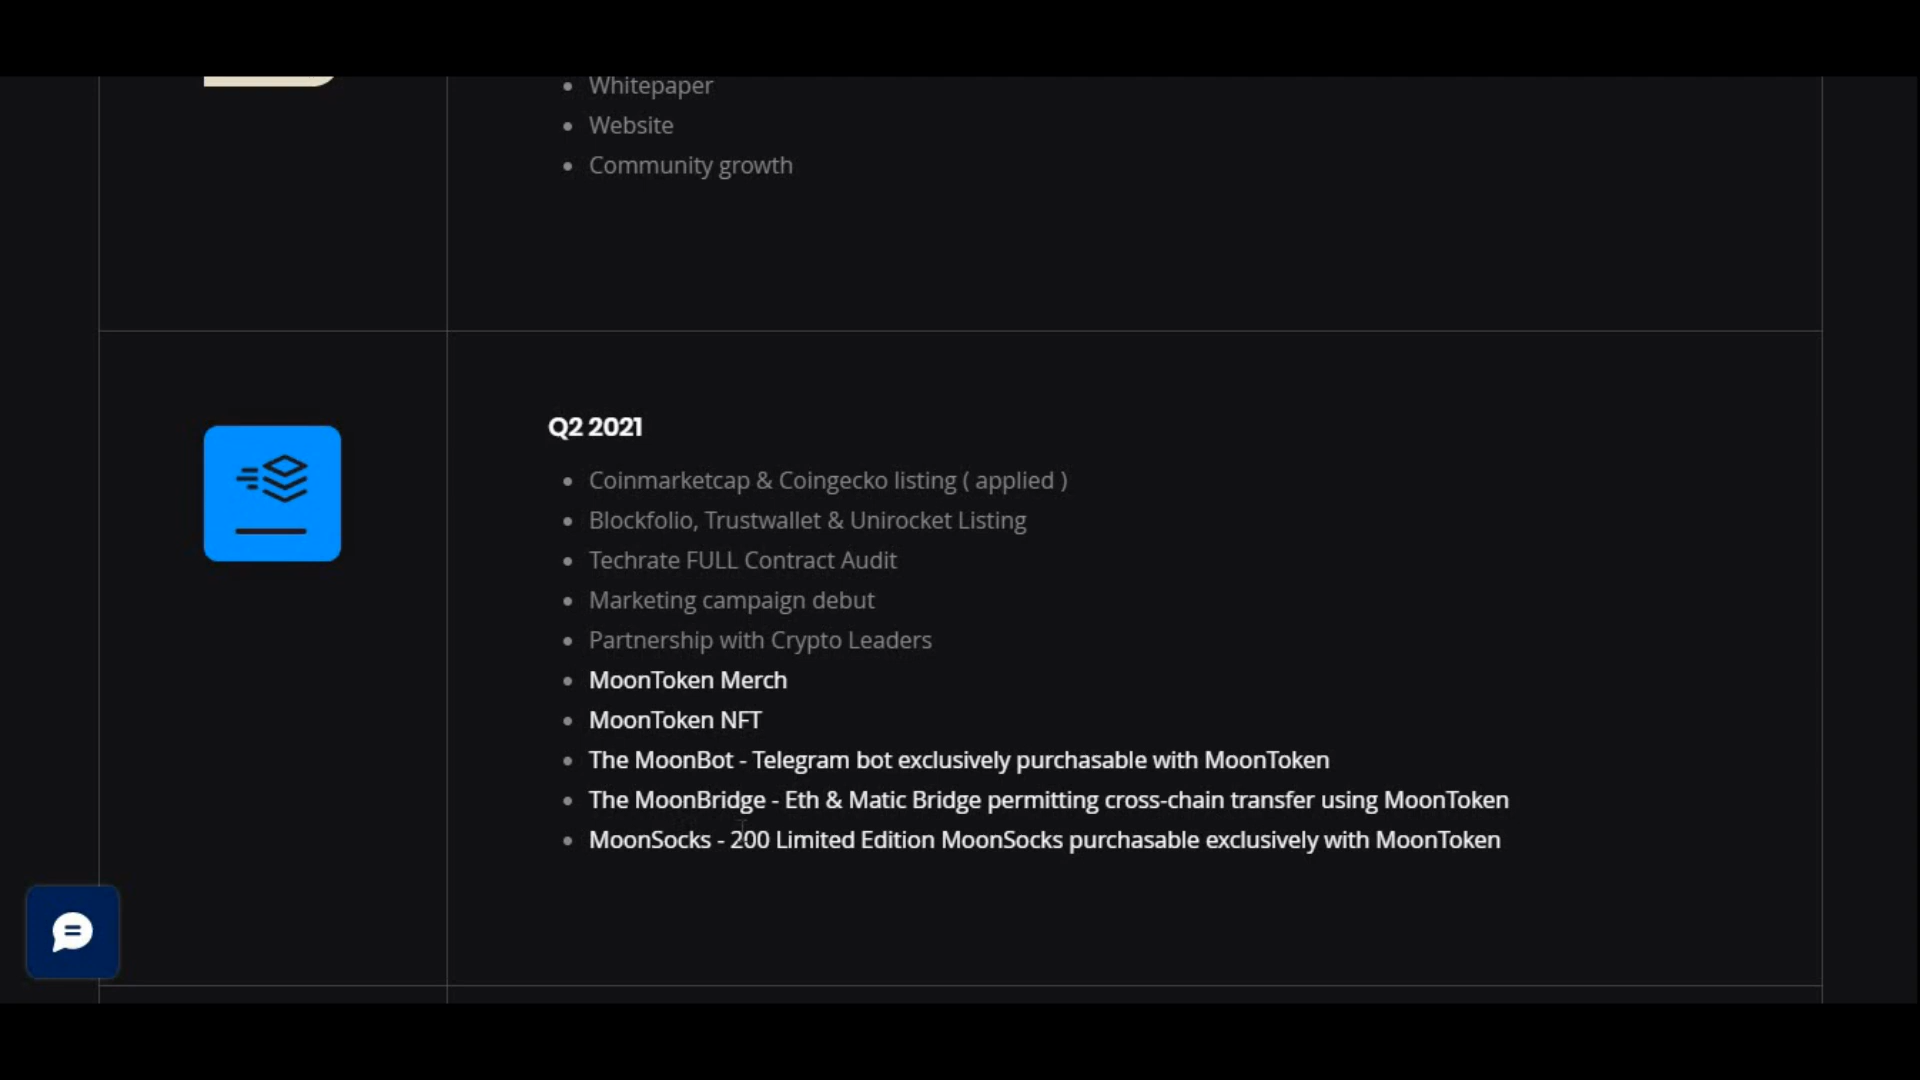 Whitepaper
Website
Community growth
Q2 2021
Coinmarketcap & Coingecko listing ( applied )
Blockfolio, Trustwallet & Unirocket Listing
Techrate FULL Contract Audit
Marketing campaign debut
Partnership with Crypto Leaders
MoonToken Merch
MoonToken NFT
The MoonBot - Telegram bot exclusively purchasable with MoonToken
The MoonBridge - Eth & Matic Bridge permitting cross-chain transfer using MoonToken
MoonSocks - 200 Limited Edition MoonSocks purchasable exclusively with MoonToken